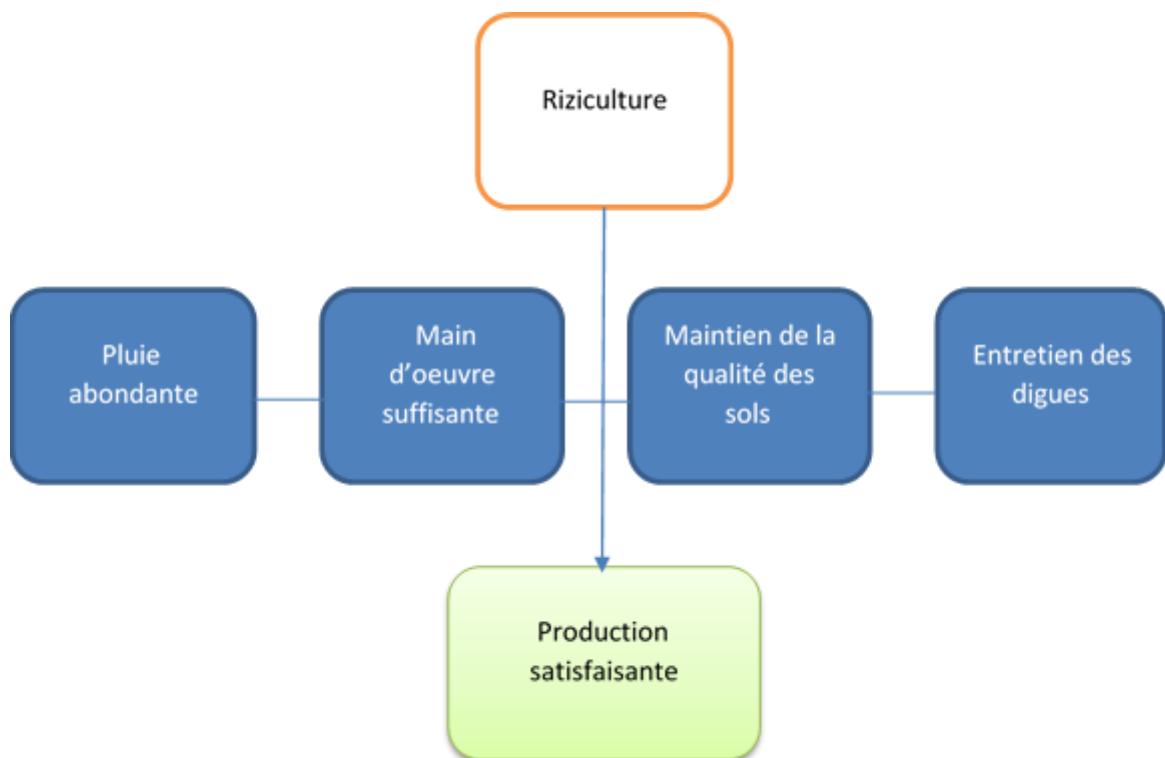 Riziculture
Pluie
abondante
Main
d'oeuvre
suffisante
Maintien de la
qualité des
sols
Entretien des
digues
Production
satisfaisante